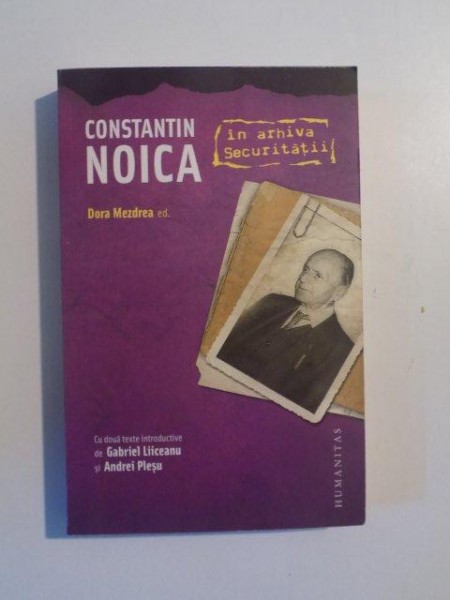 CONSTANTIN
NOICA
în arhiva
Securității
Dora Mezdrea ed.
Cu două texte introductive
de Gabriel Liiceanu
și Andrei Pleșu
HUMANITAS